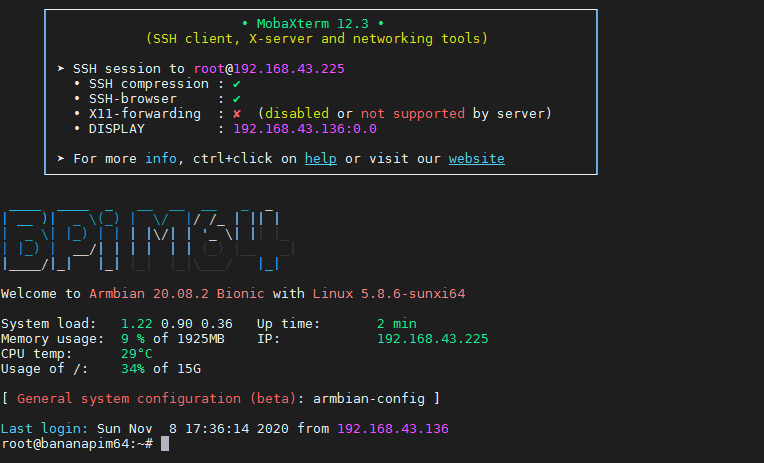 • MobaXterm 12.3 •
(SSH client, X-server and networking tools)
➤ SSH session to root@192.168.43.225
• SSH compression : ✔
• SSH-browser : ✔
• X11-forwarding : ✘ (disabled or not supported by server)
• DISPLAY : 192.168.43.136:0.0
➤ For more info, ctrl+click on help or visit our website
BPI M64
Welcome to Armbian 20.08.2 Bionic with Linux 5.8.6-sunxi64
System load: 1.22 0.90 0.36 Up time: 2 min
Memory usage: 9 % of 1925MB IP: 192.168.43.225
CPU temp: 29°C
Usage of /: 34% of 15G
[ General system configuration (beta): armbian-config ]
Last login: Sun Nov 8 17:36:14 2020 from 192.168.43.136
root@bananapim64:~#